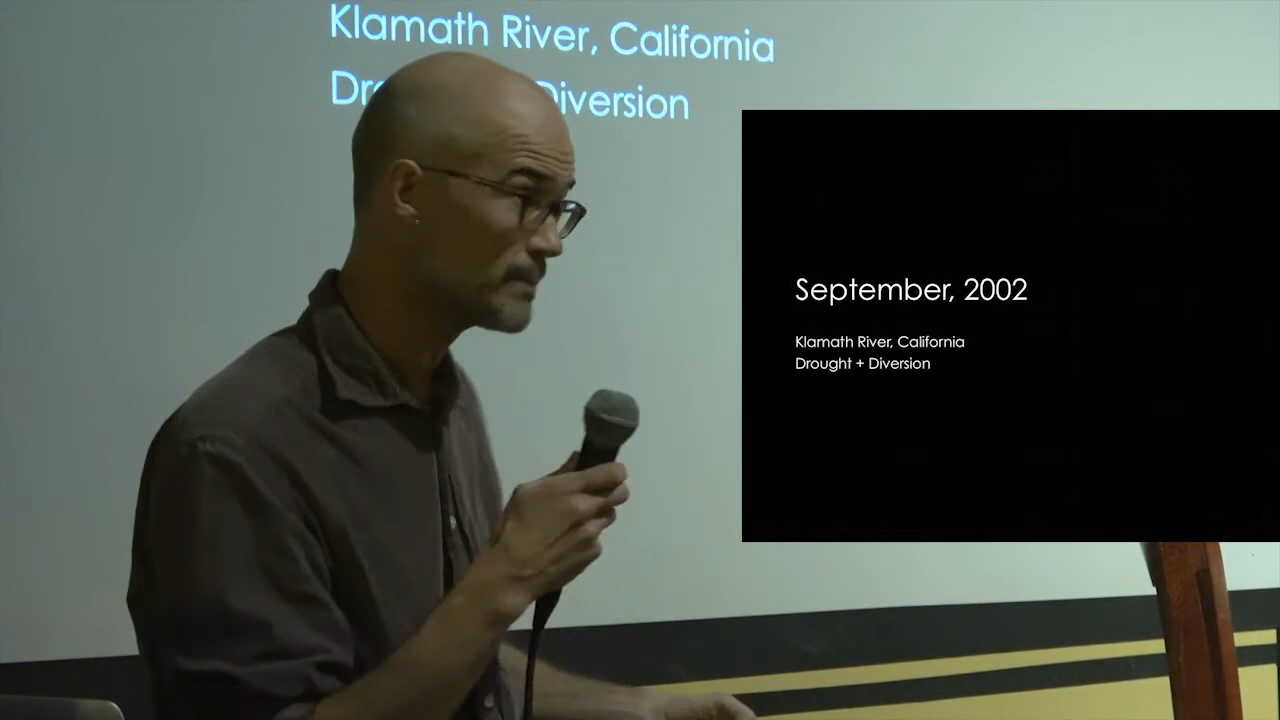 Klamath River, California
Diversion
September, 2002
Klamath River, California
Drought + Diversion